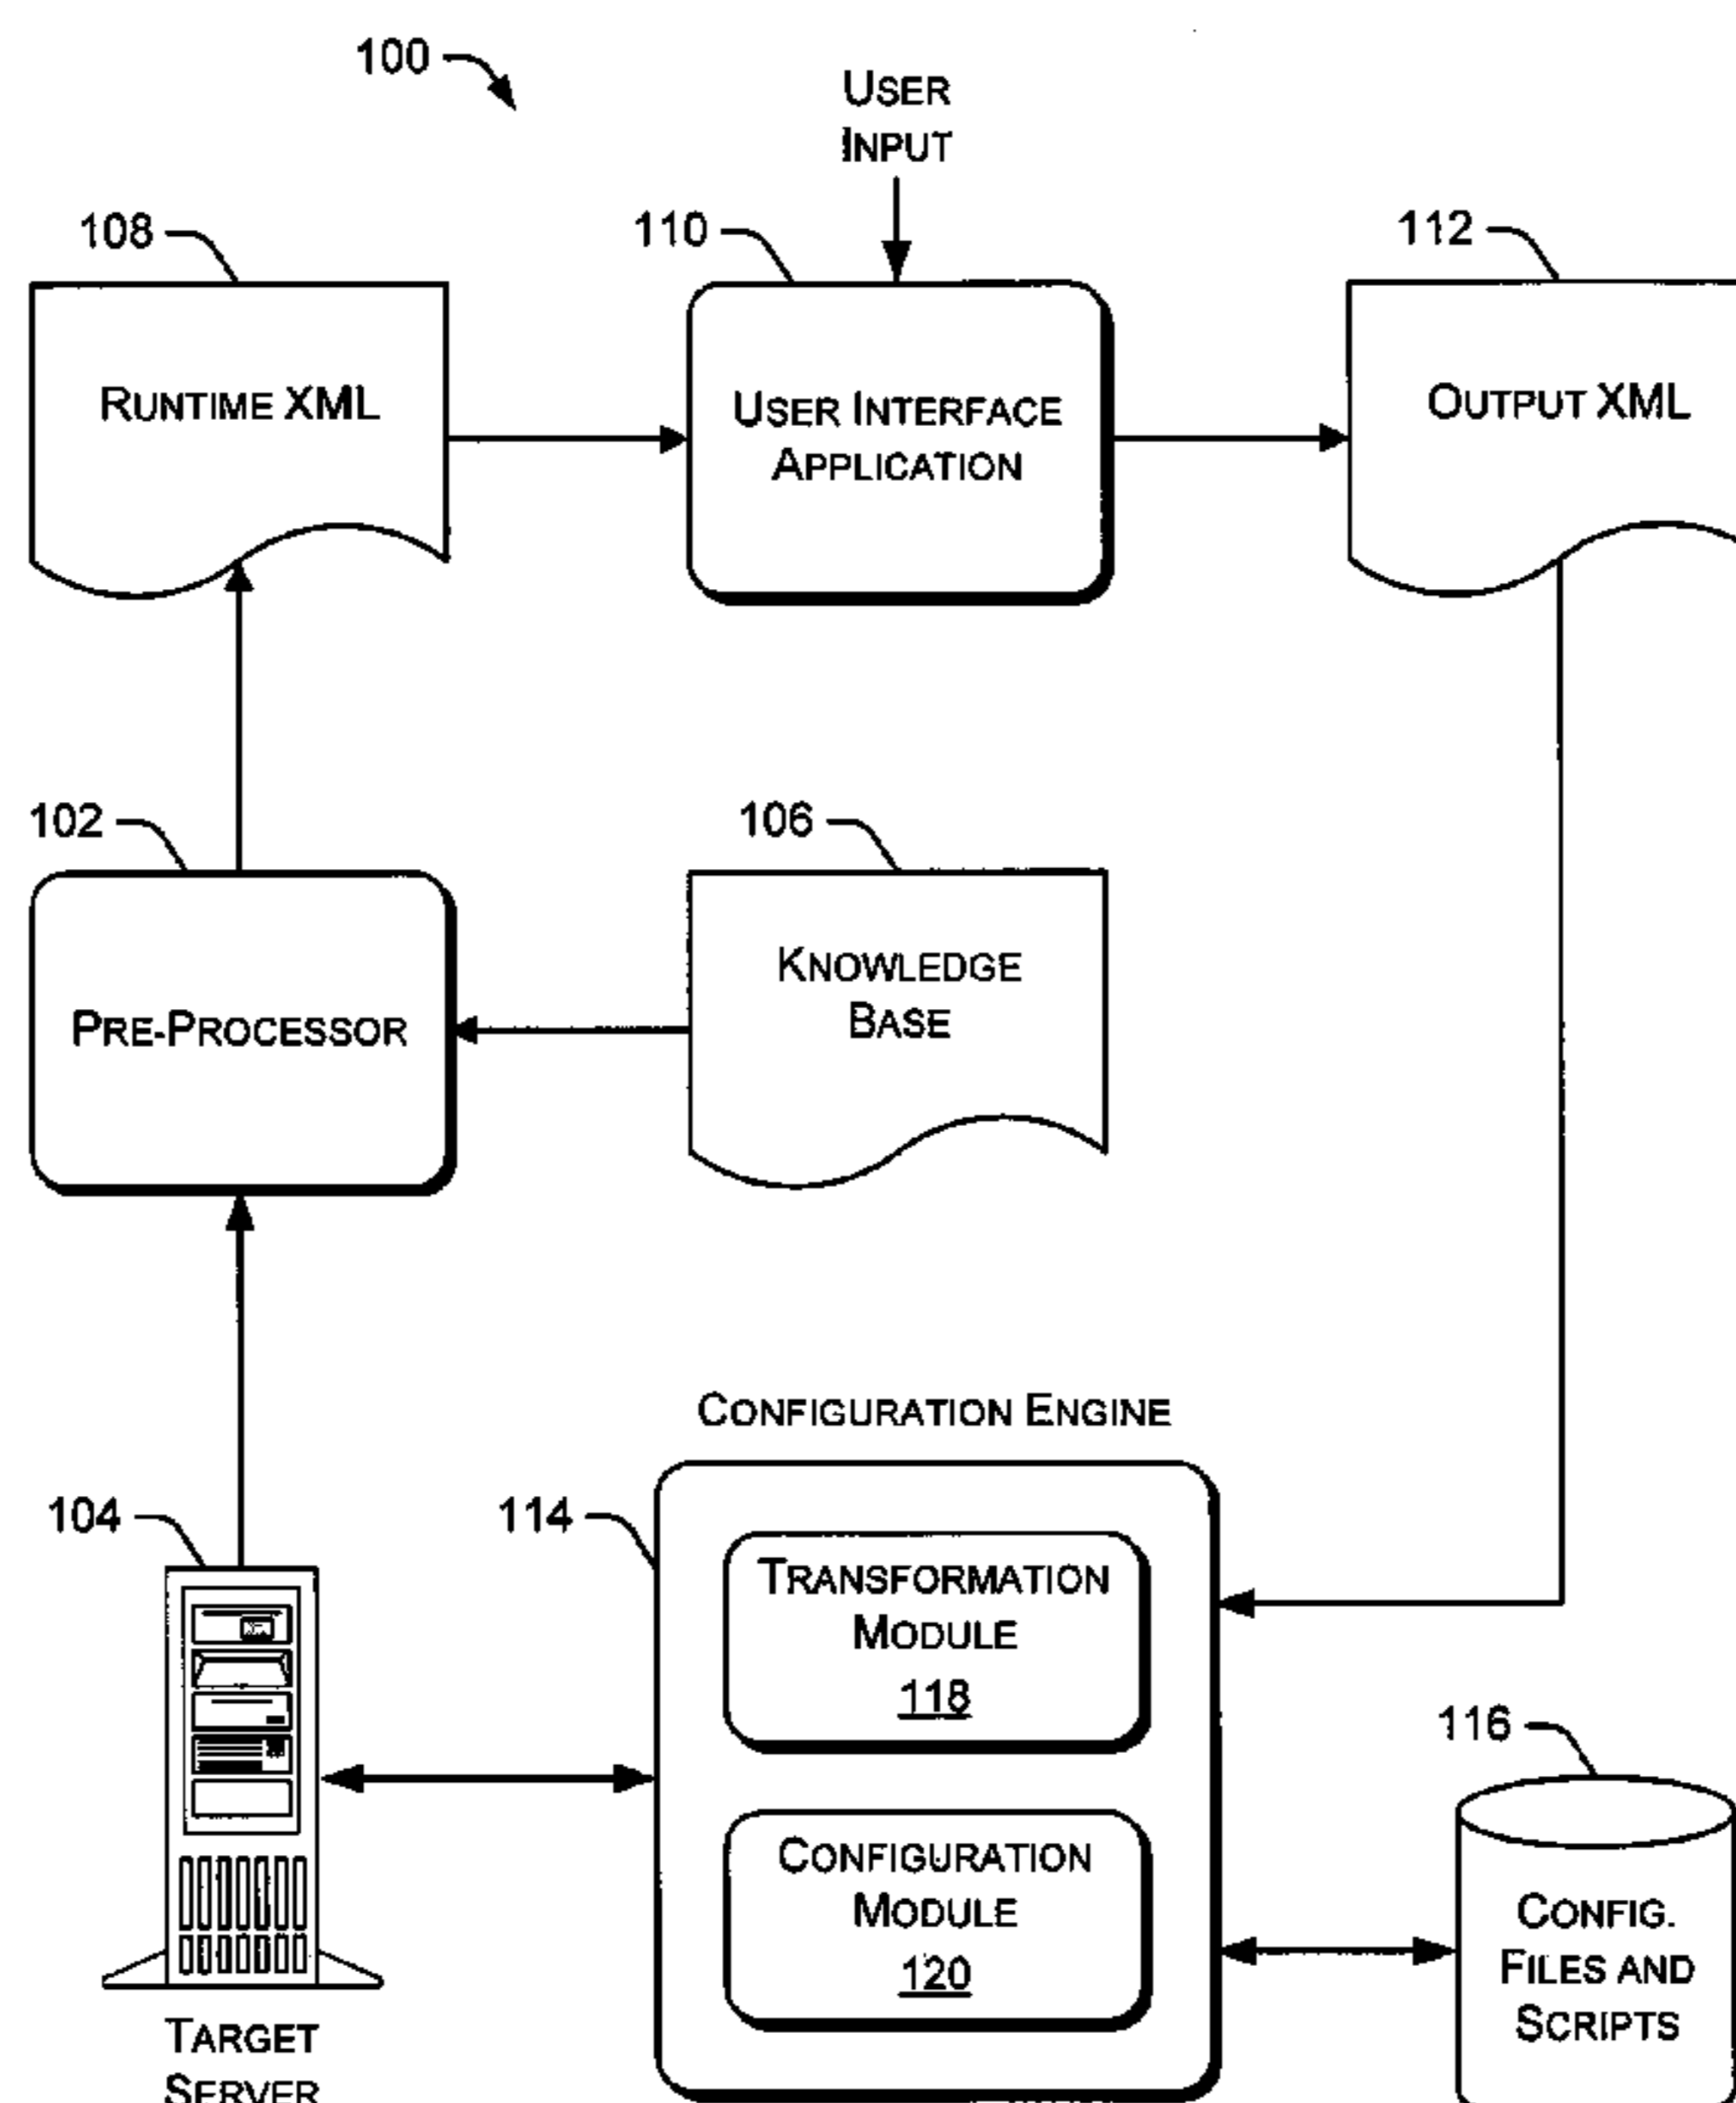 100
USER
INPUT
108
110
112
RUNTIME XML
USER INTERFACE
APPLICATION
OUTPUT XML
102
106
PRE-PROCESSOR
KNOWLEDGE
BASE
CONFIGURATION ENGINE
104
114
TRANSFORMATION
MODULE
118
116
CONFIGURATION
MODULE
120
CONFIG.
FILES AND
SCRIPTS
TARGET
SERVER